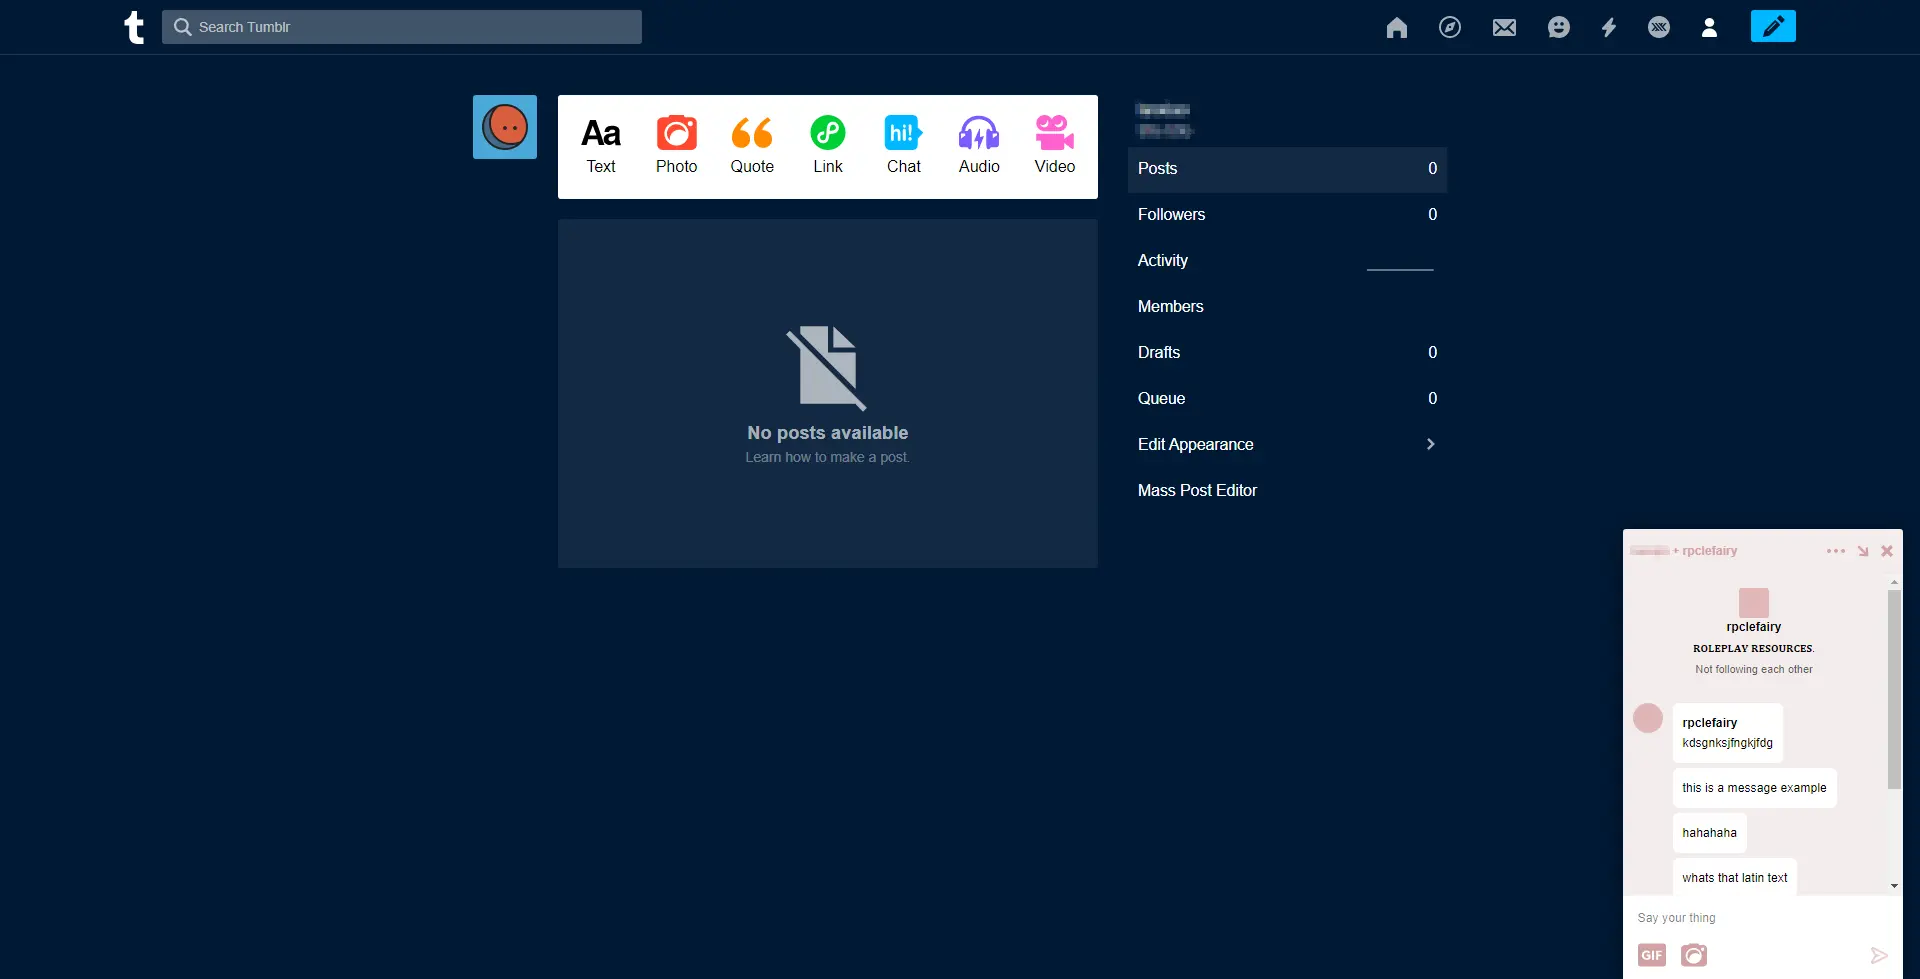 Search Tumblr
Aa
Text
Photo
Quote
Link
hi!
Chat
Audio
Video
No posts available
Learn how to make a post.
Posts 0
Followers 0
Activity
Members
Drafts 0
Queue 0
Edit Appearance
Mass Post Editor
+ rpclefairy
rpclefairy
ROLEPLAY RESOURCES.
Not following each other
rpclefairy
kdsgnksjfngkjfdg
this is a message example
hahahaha
whats that latin text
Say your thing
GIF